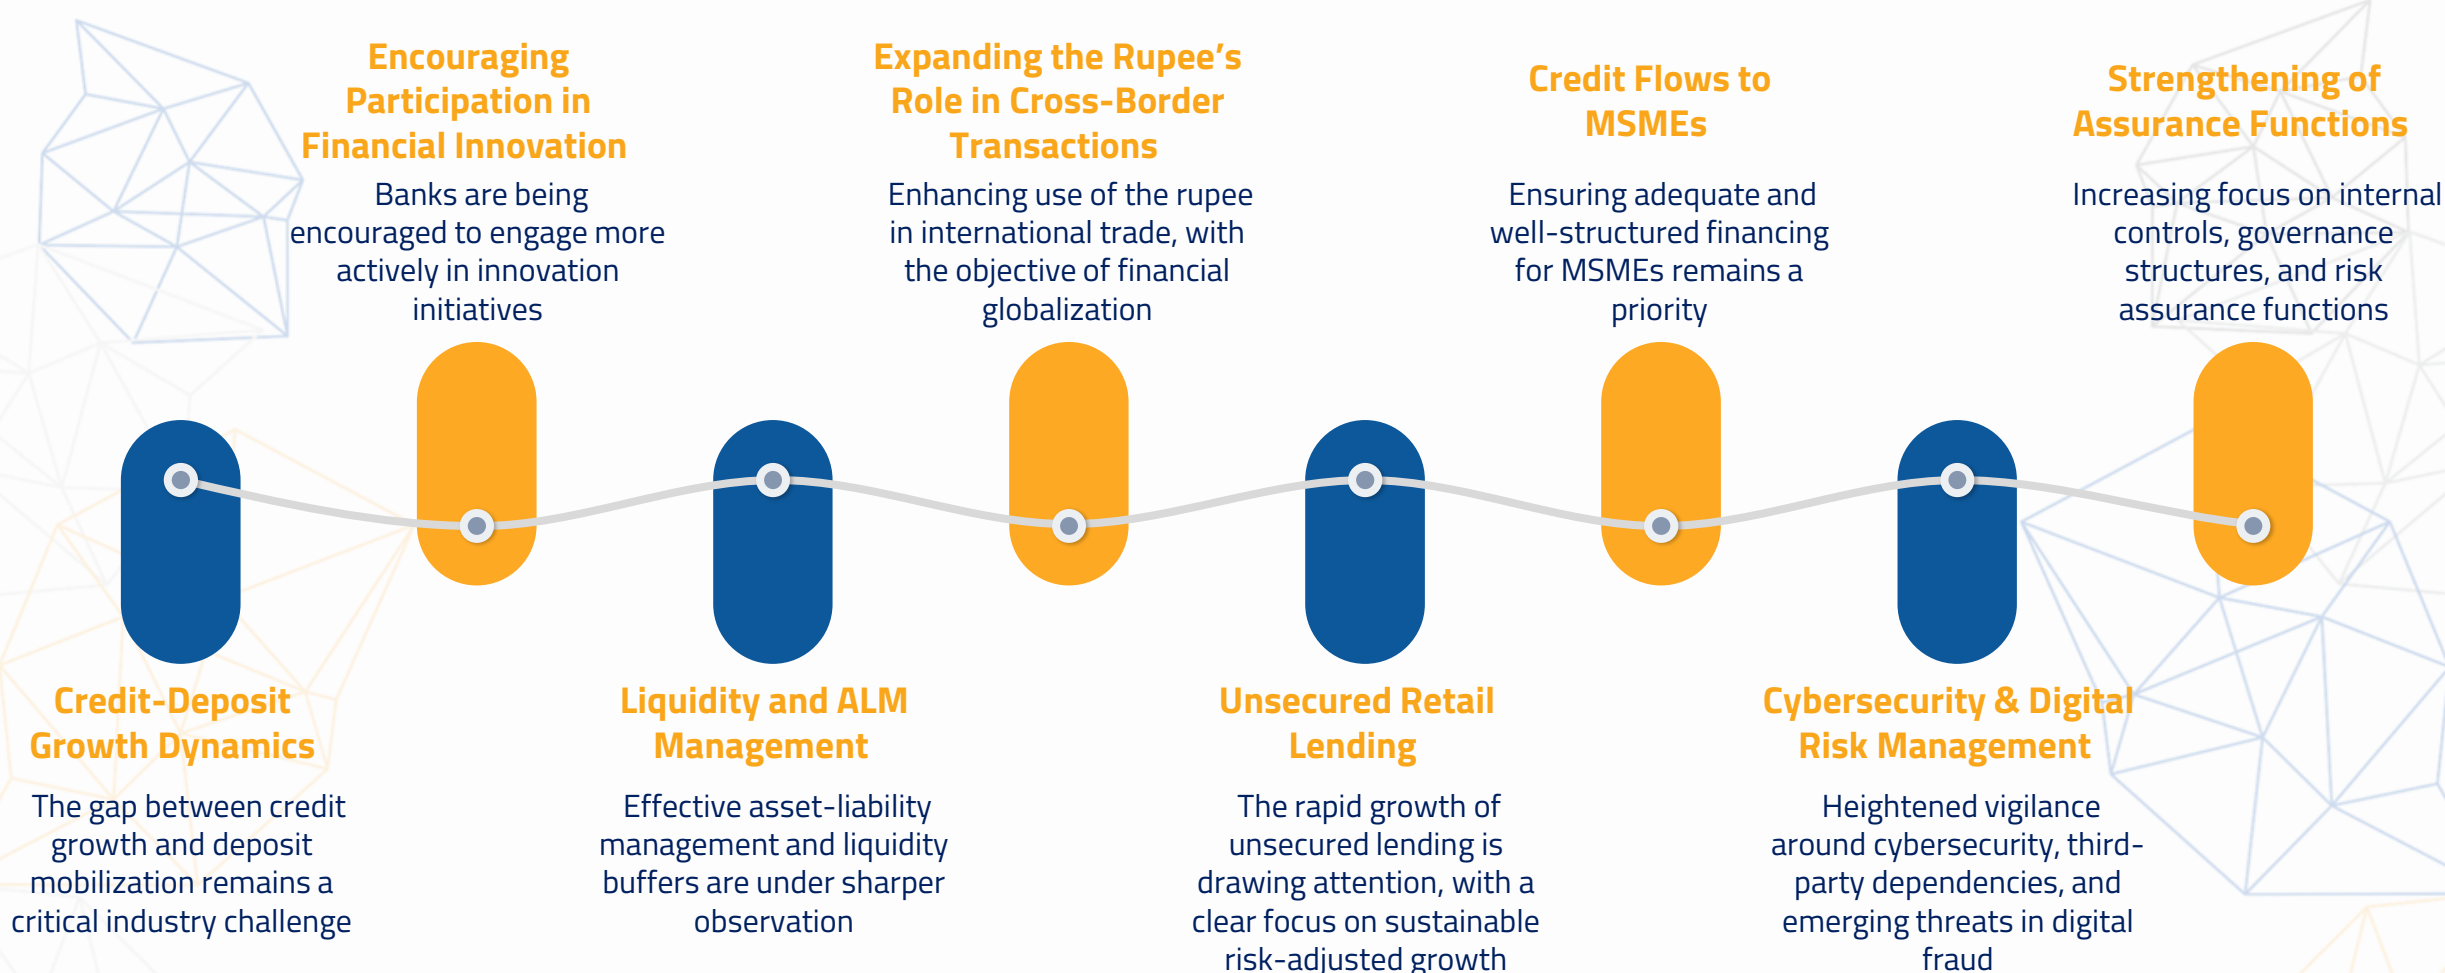 Encouraging
Participation in
Financial Innovation
Banks are being
encouraged to engage more
actively in innovation
initiatives
Expanding the Rupee’s
Role in Cross-Border
Transactions
Enhancing use of the rupee
in international trade, with
the objective of financial
globalization
Credit Flows to
MSMEs
Ensuring adequate and
well-structured financing
for MSMEs remains a
priority
Strengthening of
Assurance Functions
Increasing focus on internal
controls, governance
structures, and risk
assurance functions
Credit-Deposit
Growth Dynamics
The gap between credit
growth and deposit
mobilization remains a
critical industry challenge
Liquidity and ALM
Management
Effective asset-liability
management and liquidity
buffers are under sharper
observation
Unsecured Retail
Lending
The rapid growth of
unsecured lending is
drawing attention, with a
clear focus on sustainable
risk-adjusted growth
Cybersecurity & Digital
Risk Management
Heightened vigilance
around cybersecurity, third-
party dependencies, and
emerging threats in digital
fraud